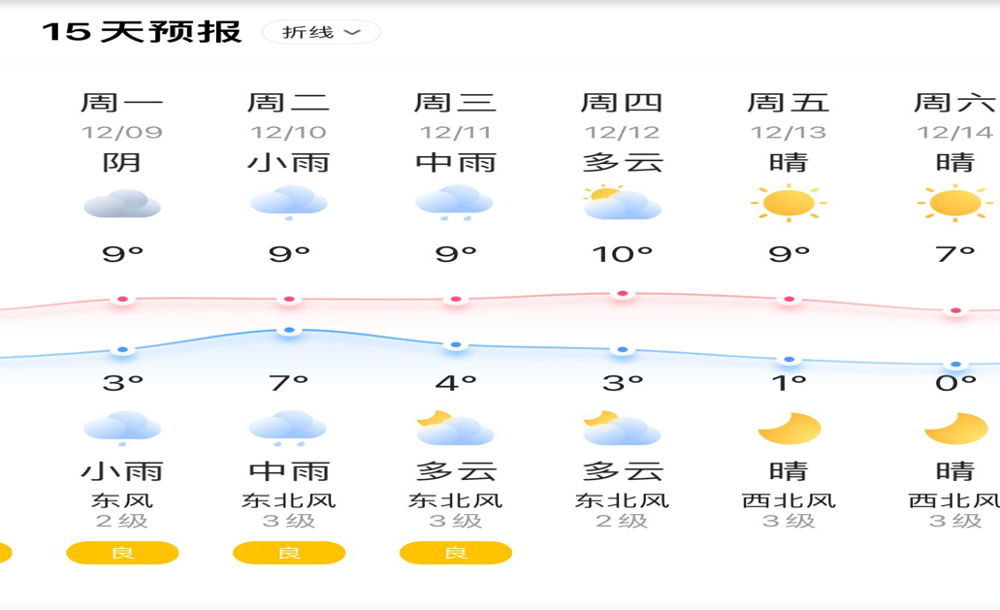 15 天预报 折线
周一 周二 周三 周四 周五 周六
12/09 12/10 12/11 12/12 12/13 12/14
阴 小雨 中雨 多云 晴 晴
9° 9° 9° 10° 9° 7°
3° 7° 4° 3° 1° 0°
小雨 中雨 多云 多云 晴 晴
东风 东北风 东北风 东北风 西北风 西北风
2级 3级 3级 2级 3级 3级
良 良 良